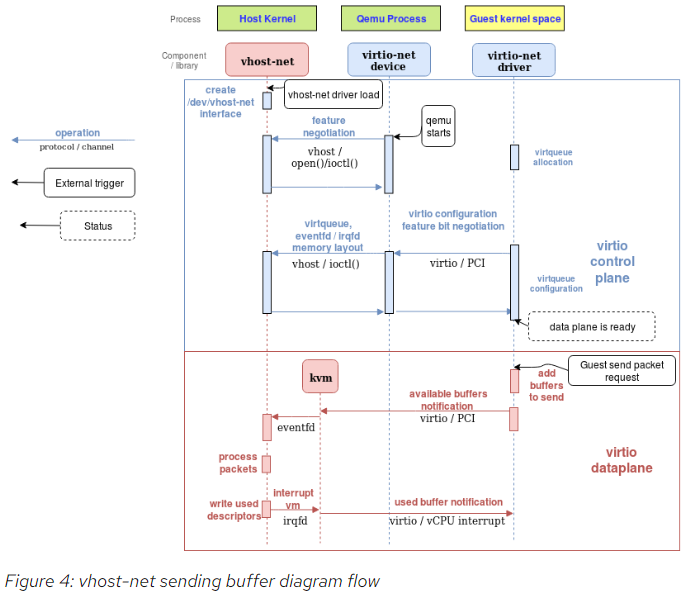 Process
Host Kernel
Qemu Process
Guest kernel space
Component
/ library
vhost-net
virtio-net
device
virtio-net
driver
create
/dev/vhost-net
interface
vhost-net driver load
qemu
starts
operation
protocol / channel
External trigger
Status
feature
negotiation
vhost /
open()/ioctl()
virtqueue
allocation
virtqueue,
eventfd / irqfd
memory layout
vhost / ioctl()
virtio configuration
feature bit negotiation
virtio / PCI
virtqueue
configuration
virtio
control
plane
data plane is ready
Guest send packet
request
kvm
add
buffers
to send
available buffers
notification
virtio / PCI
eventfd
process
packets
virtio
dataplane
write used
descriptors
interrupt
vm
irqfd
used buffer notification
virtio / vCPU interrupt
Figure 4: vhost-net sending buffer diagram flow